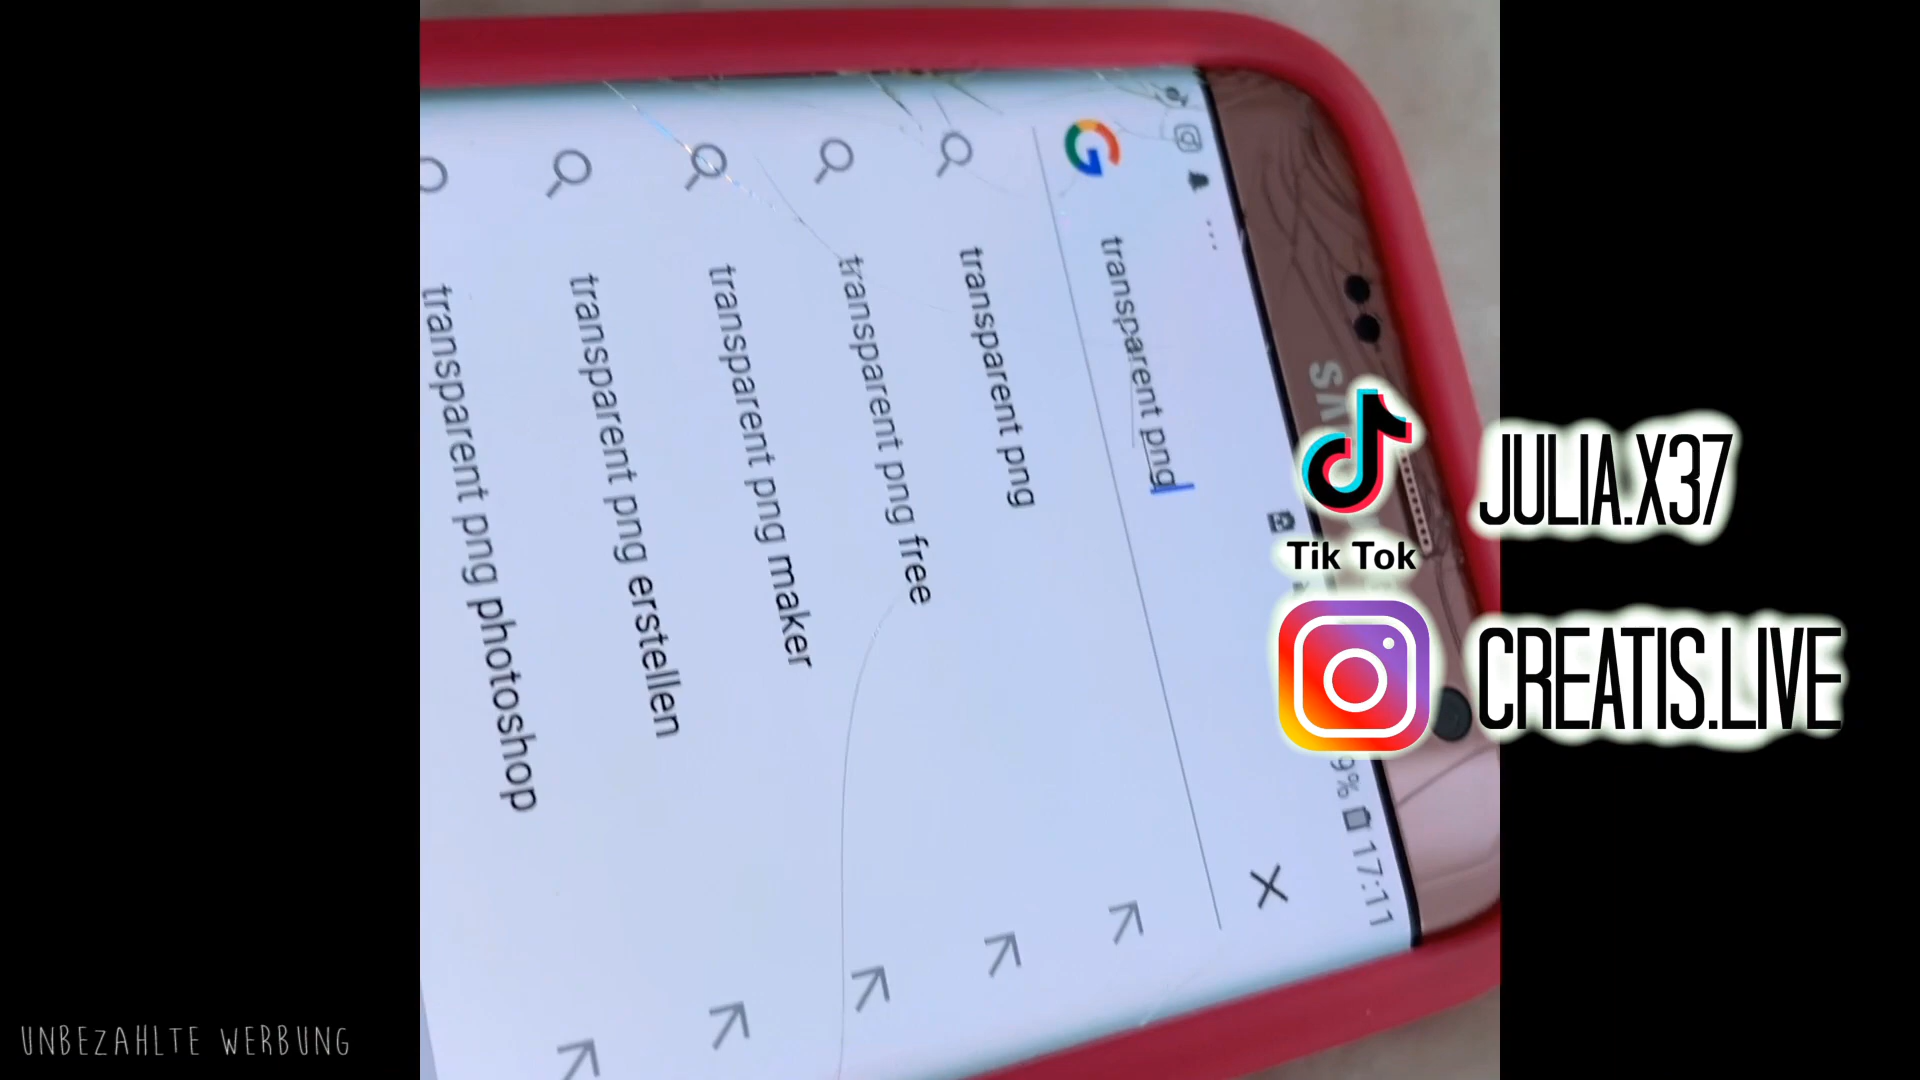 9% 17:11
transparent png
transparent png
transparent png free
transparent png maker
transparent png erstellen
transparent png photoshop
Tik Tok
JULIA.X37
CREATIS.LIVE
UNBEZAHLTE WERBUNG